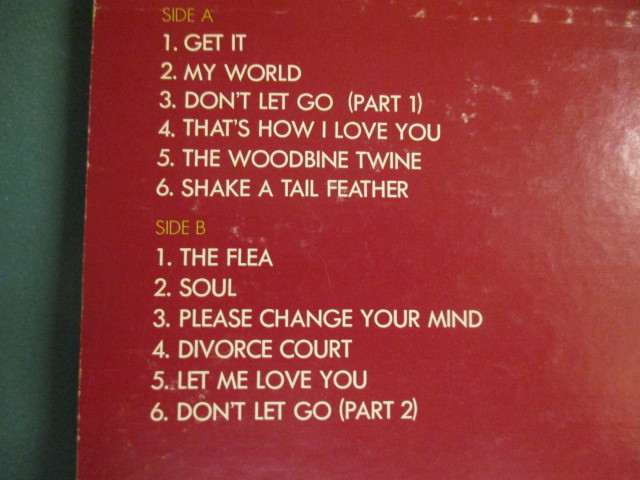 SIDE A
1. GET IT
2. MY WORLD
3. DON'T LET GO (PART 1)
4. THAT'S HOW I LOVE YOU
5. THE WOODBINE TWINE
6. SHAKE A TAIL FEATHER
SIDE B
1. THE FLEA
2. SOUL
3. PLEASE CHANGE YOUR MIND
4. DIVORCE COURT
5. LET ME LOVE YOU
6. DON'T LET GO (PART 2)